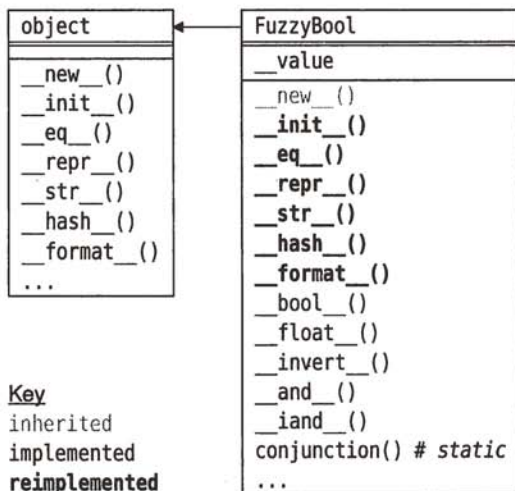 object
__new__()
__init__()
__eq__()
__repr__()
__str__()
__hash__()
__format__()
...
FuzzyBool
__value
__new__()
__init__()
__eq__()
__repr__()
__str__()
__hash__()
__format__()
__bool__()
__float__()
__invert__()
__and__()
__iand__()
conjunction() # static
...
Key
inherited
implemented
reimplemented